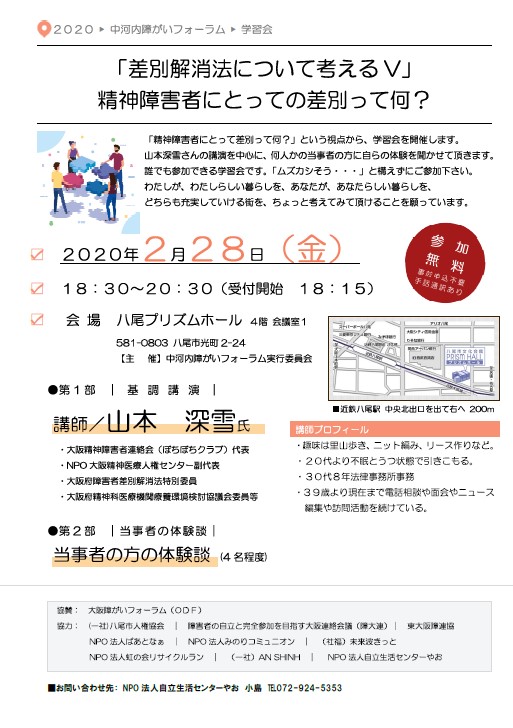 2020 ▶ 中河内障がいフォーラム ▶ 学習会
「差別解消法について考えるⅤ」
精神障害者にとっての差別って何？
「精神障害者にとって差別って何？」という視点から、学習会を開催します。
山本深雪さんの講演を中心に、何人かの当事者の方に自らの体験を聞かせて頂きます。
誰でも参加できる学習会です。「ムズカシそう・・・」と構えずにご参加下さい。
わたしが、わたしらしい暮らしを、あなたが、あなたらしい暮らしを、
どちらも充実していける街を、ちょっと考えてみて頂けることを願っています。
2020年2月28日（金）
参加
無料
事前申込不要
手話通訳あり
18：30～20：30（受付開始　18：15）
会 場　八尾プリズムホール　4階 会議室1
581-0803 八尾市光町 2-24
【主　催】中河内障がいフォーラム実行委員会
PRISM HALL
■近鉄八尾駅 中央北出口を出て右へ 200m
●第１部　｜ 基 調 講 演 ｜
講師／山本　深雪氏
・大阪精神障害者連絡会（ぼちぼちクラブ）代表
・NPO 大阪精神医療人権センター副代表
・大阪府障害者差別解消法特別委員
・大阪府精神科医療機関療養環境検討協議会委員等
講師プロフィール
・趣味は里山歩き、ニット編み、リース作りなど。
・２０代より不眠とうつ状態で引きこもる。
・３０代８年法律事務所事務
・３９歳より現在まで電話相談や面会やニュース
編集や訪問活動を続けている。
●第２部　｜当事者の体験談｜
当事者の方の体験談（4 名程度）
協賛：　大阪障がいフォーラム（ＯＤＦ）
協力：　(一社)八尾市人権協会　｜　障害者の自立と完全参加を目指す大阪連絡会議（障大連）｜　東大阪障連協
NPO 法人ぱあとなぁ　｜　NPO 法人みのりコミュニオン　｜　（社福）未来波きっと
NPO 法人虹の会リサイクルラン　｜　（一社）AN SHINH　｜　NPO 法人自立生活センターやお
■お問い合わせ先：NPO 法人自立生活センターやお　小島　℡072-924-5353